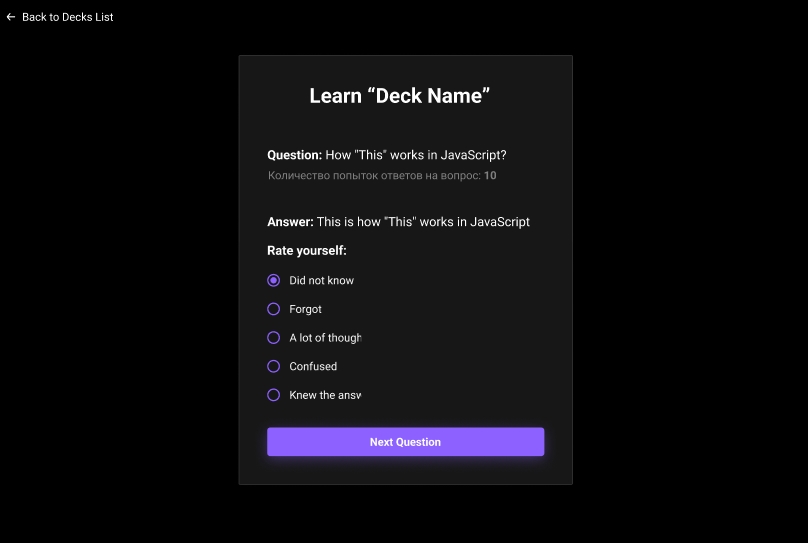 Back to Decks List
Learn “Deck Name”
Question: How "This" works in JavaScript?
Количество попыток ответов на вопрос: 10
Answer: This is how "This" works in JavaScript
Rate yourself:
Did not know
Forgot
A lot of though
Confused
Knew the answ
Next Question